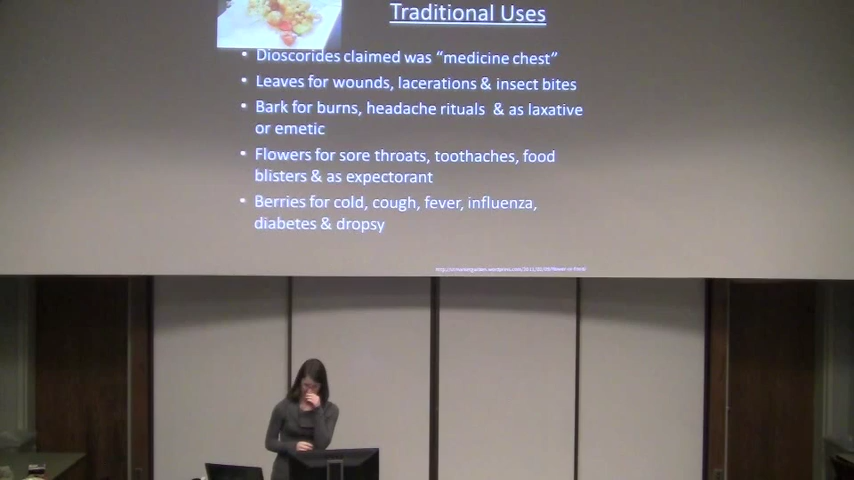 Traditional Uses
• Dioscorides claimed was “medicine chest”
• Leaves for wounds, lacerations & insect bites
• Bark for burns, headache rituals & as laxative
or emetic
• Flowers for sore throats, toothaches, food
blisters & as expectorant
• Berries for cold, cough, fever, influenza,
diabetes & dropsy